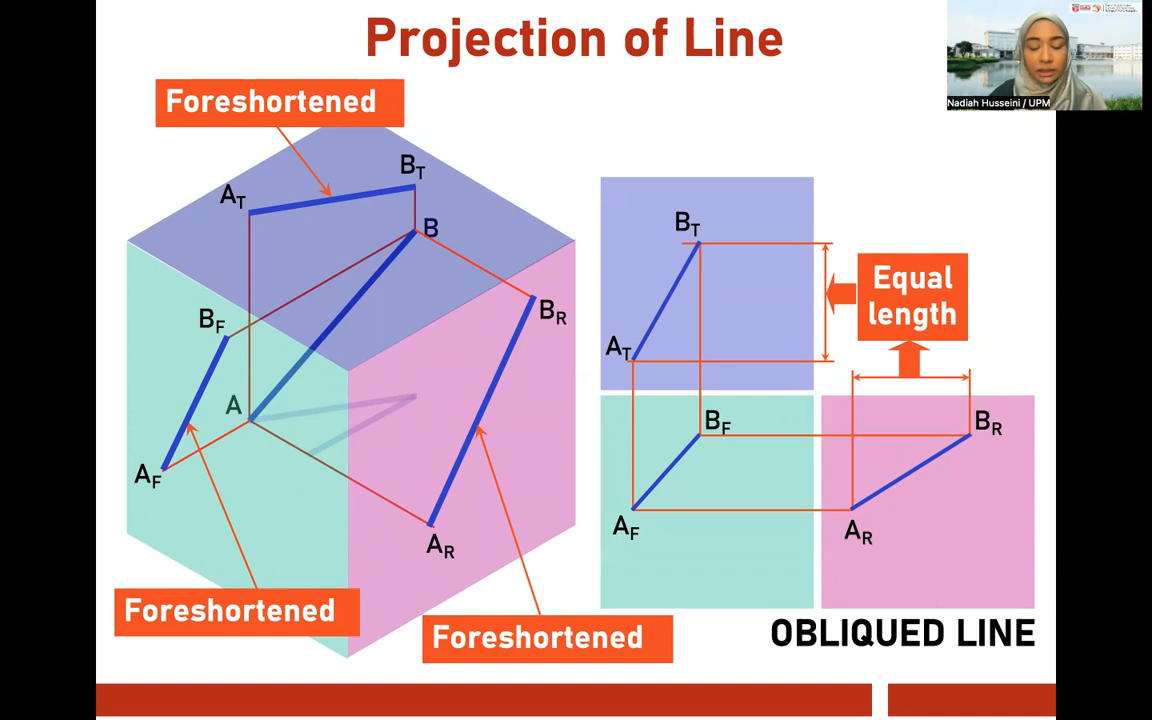 Projection of Line
Nadiah Husseini / UPM
Foreshortened
A_T
B_T
B
B_F
B_R
A
A_F
A_R
Foreshortened
Foreshortened
B_T
A_T
Equal
length
B_F
B_R
A_F
A_R
OBLIQUED LINE